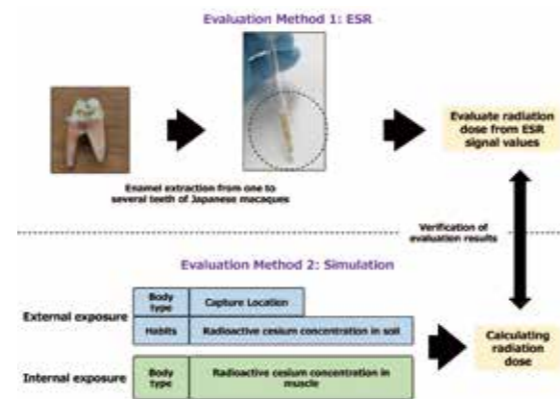 Evaluation Method 1: ESR
Enamel extraction from one to
several teeth of Japanese macaques
Evaluate radiation
dose from ESR
signal values
Verification of
evaluation results
Evaluation Method 2: Simulation
External exposure
Body
type
Capture Location
Habits
Radioactive cesium concentration in soil
Internal exposure
Body
type
Radioactive cesium concentration in
muscle
Calculating
radiation
dose